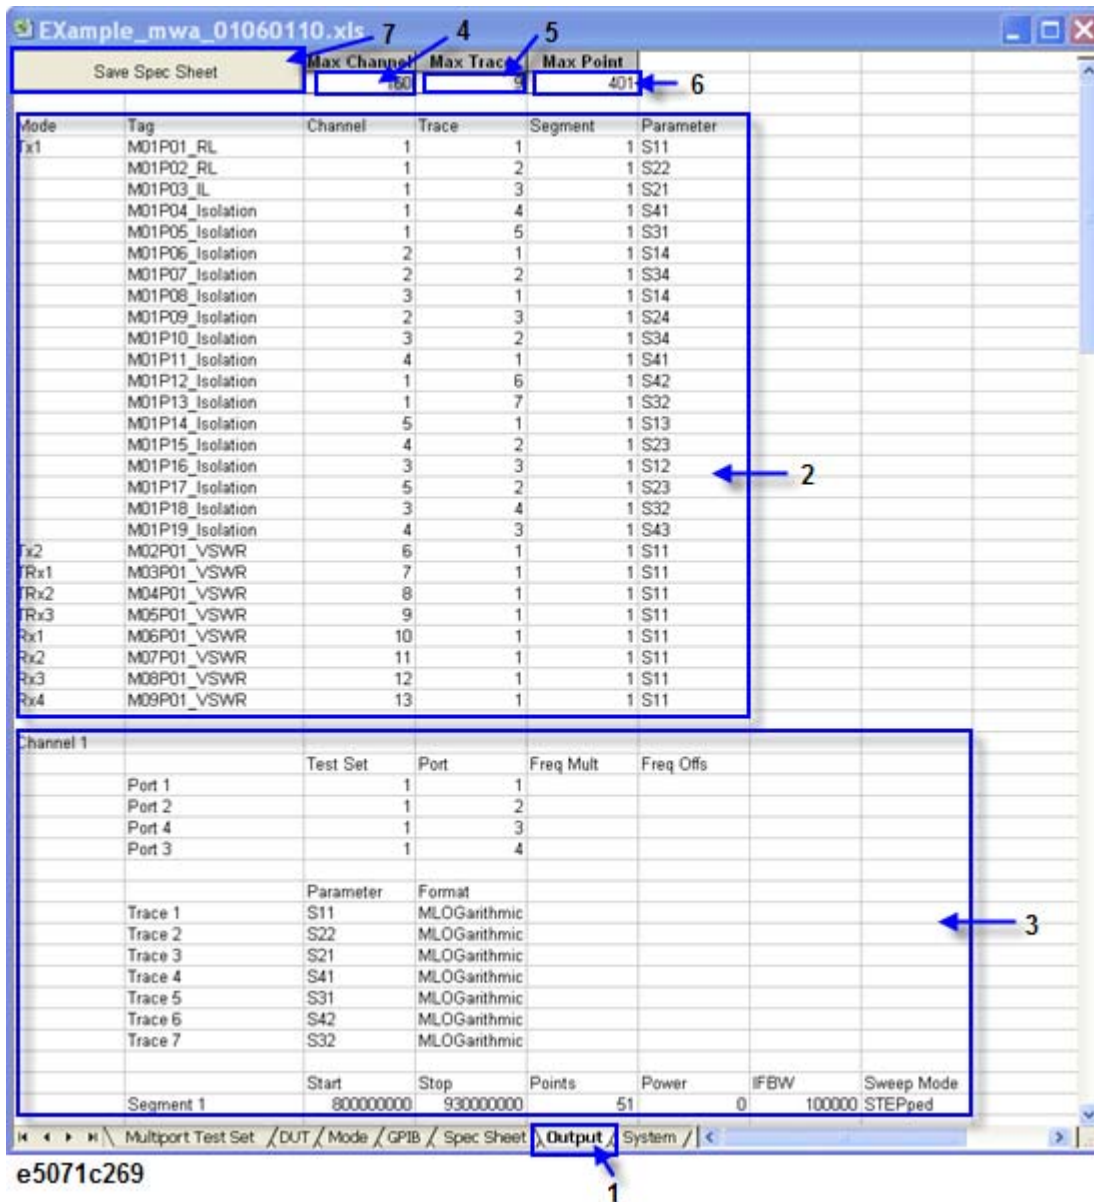 EXample_mwa_01060110.xls
7 4 5
Save Spec Sheet Max Channel Max Trace Max Point
160 9 401 6
Mode Tag Channel Trace Segment Parameter
Tx1 M01P01_RL 1 1 1 S11
M01P02_RL 1 2 1 S22
M01P03_IL 1 3 1 S21
M01P04_Isolation 1 4 1 S41
M01P05_Isolation 1 5 1 S31
M01P06_Isolation 2 1 1 S14
M01P07_Isolation 2 2 1 S34
M01P08_Isolation 3 1 1 S14
M01P09_Isolation 2 3 1 S24
M01P10_Isolation 3 2 1 S34
M01P11_Isolation 4 1 1 S41
M01P12_Isolation 1 6 1 S42
M01P13_Isolation 1 7 1 S32
M01P14_Isolation 5 1 1 S13
M01P15_Isolation 4 2 1 S23
M01P16_Isolation 3 3 1 S12
M01P17_Isolation 5 2 1 S23
M01P18_Isolation 3 4 1 S32
M01P19_Isolation 4 3 1 S43
2
Tx2 M02P01_VSWR 6 1 1 S11
TRx1 M03P01_VSWR 7 1 1 S11
TRx2 M04P01_VSWR 8 1 1 S11
TRx3 M05P01_VSWR 9 1 1 S11
Rx1 M06P01_VSWR 10 1 1 S11
Rx2 M07P01_VSWR 11 1 1 S11
Rx3 M08P01_VSWR 12 1 1 S11
Rx4 M09P01_VSWR 13 1 1 S11
Channel 1
Test Set Port Freq Mult Freq Offs
Port 1 1 1
Port 2 1 2
Port 4 1 3
Port 3 1 4
Parameter Format
Trace 1 S11 MLOGarithmic
Trace 2 S22 MLOGarithmic
3
Trace 3 S21 MLOGarithmic
Trace 4 S41 MLOGarithmic
Trace 5 S31 MLOGarithmic
Trace 6 S42 MLOGarithmic
Trace 7 S32 MLOGarithmic
Start Stop Points Power IFBW Sweep Mode
Segment 1 800000000 930000000 51 0 100000 STEPped
Multiport Test Set DUT Mode GPIB Spec Sheet Output System
e5071c269
1